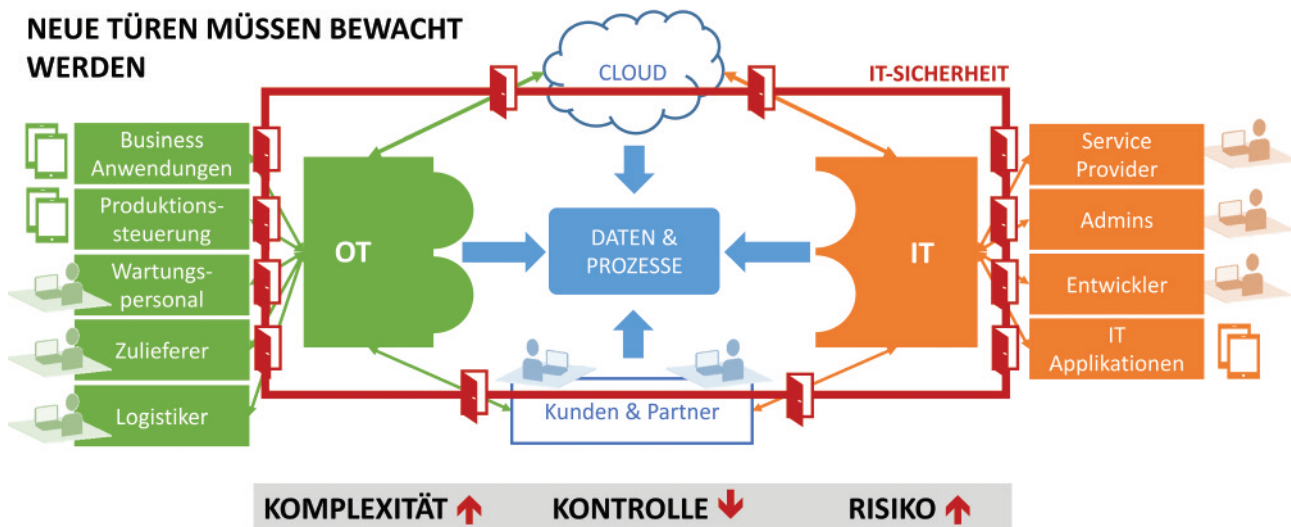 NEUE TÜREN MÜSSEN BEWACHT
WERDEN
CLOUD
IT-SICHERHEIT
Business
Anwendungen
Produktions-
steuerung
Wartungs-
personal
Zulieferer
Logistiker
OT
DATEN &
PROZESSE
IT
Service
Provider
Admins
Entwickler
IT
Applikationen
Kunden & Partner
KOMPLEXITÄT
KONTROLLE
RISIKO